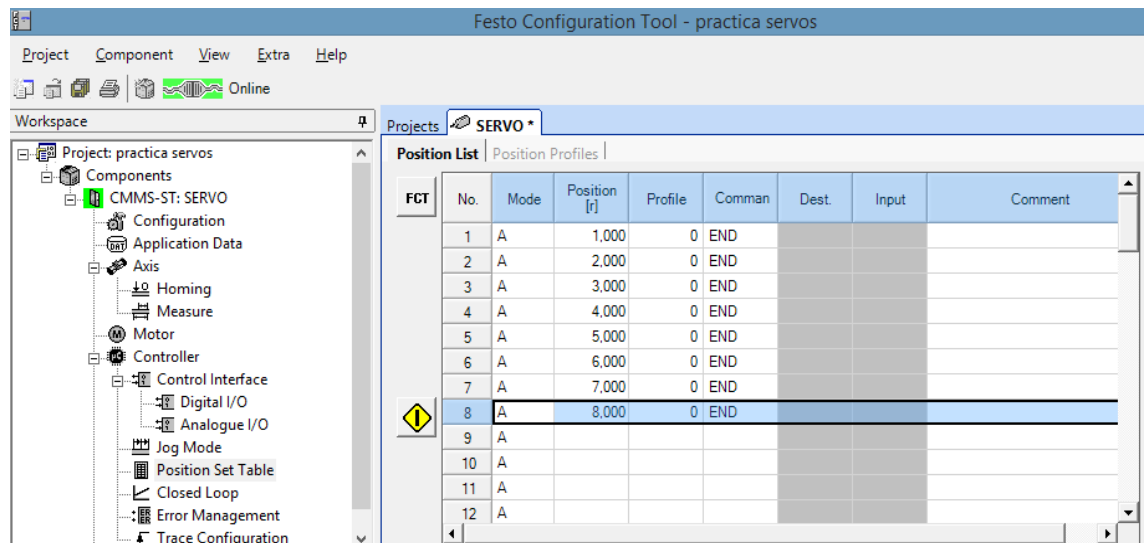 Festo Configuration Tool - practica servos
Project Component View Extra Help
Online
Workspace
Project: practica servos
Components
CMMS-ST: SERVO
Configuration
Application Data
Axis
Homing
Measure
Motor
Controller
Control Interface
Digital I/O
Analogue I/O
Jog Mode
Position Set Table
Closed Loop
Error Management
Trace Configuration
Projects SERVO *
Position List Position Profiles
FCT
No. Mode Position [r] Profile Comman Dest. Input Comment
1 A 1,000 0 END
2 A 2,000 0 END
3 A 3,000 0 END
4 A 4,000 0 END
5 A 5,000 0 END
6 A 6,000 0 END
7 A 7,000 0 END
8 A 8,000 0 END
9 A
10 A
11 A
12 A